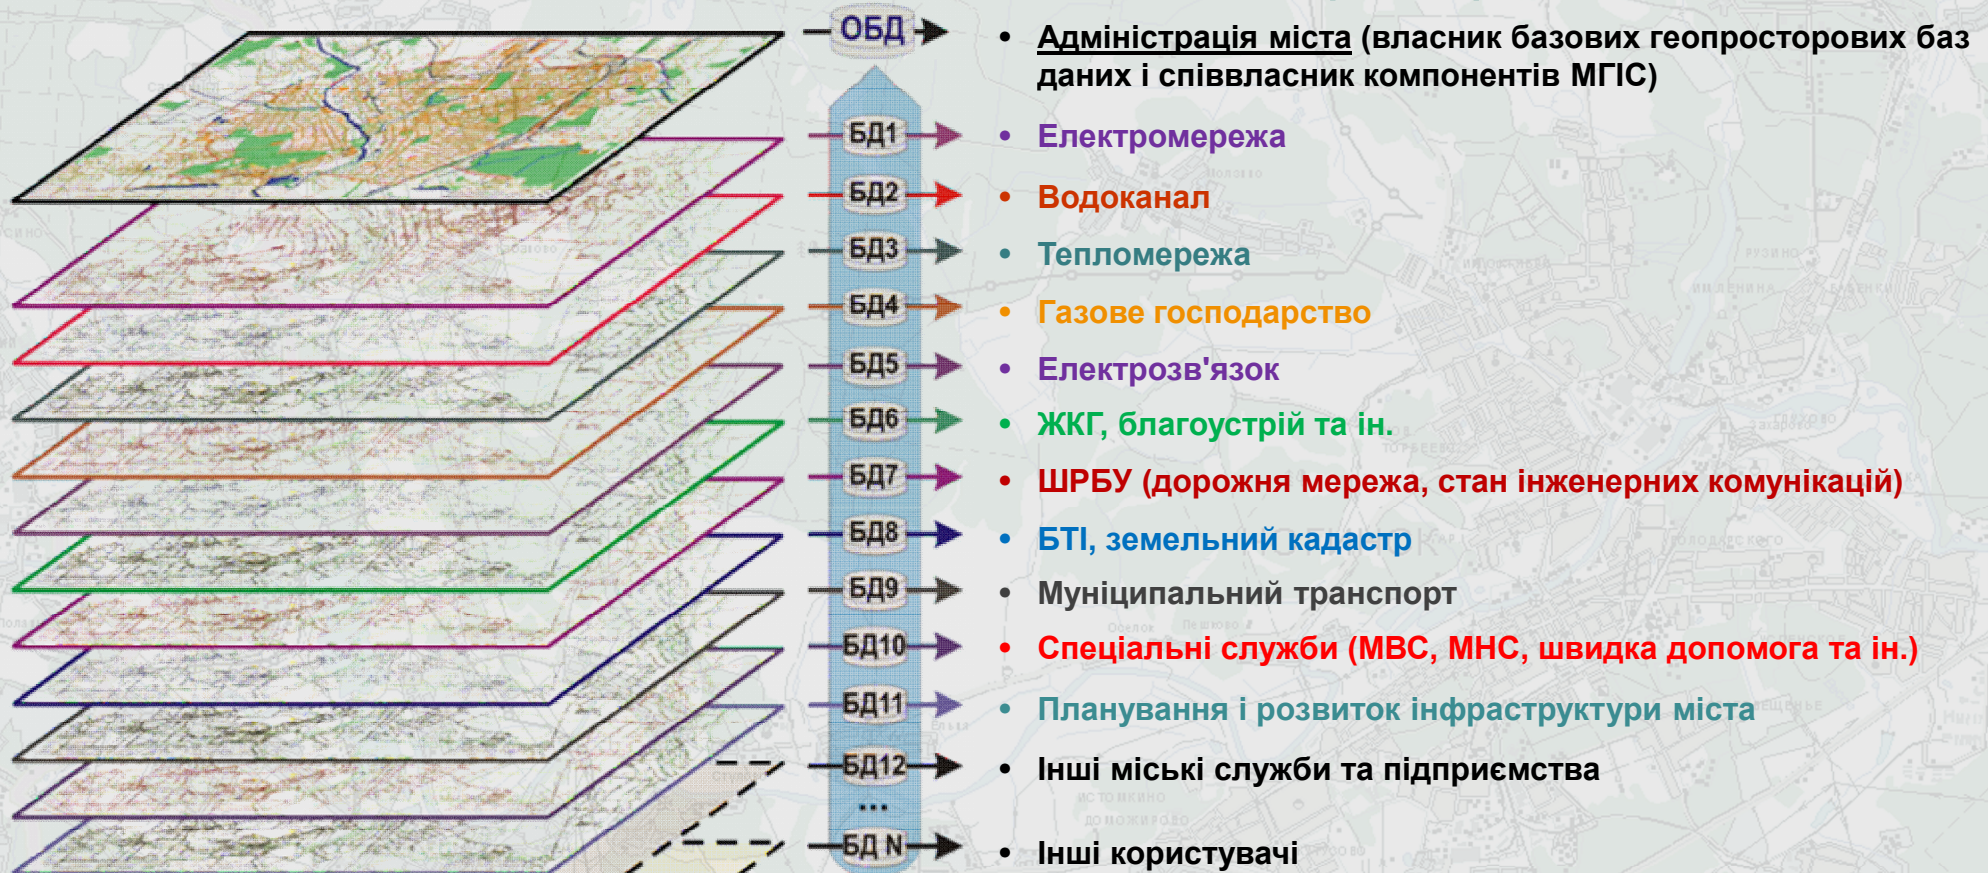 ОБД
• Адміністрація міста (власник базових геопросторових баз
даних і співвласник компонентів МГІС)
БД1
• Електромережа
БД2
• Водоканал
БД3
• Тепломережа
БД4
• Газове господарство
БД5
• Електрозв'язок
БД6
• ЖКГ, благоустрій та ін.
БД7
• ШРБУ (дорожня мережа, стан інженерних комунікацій)
БД8
• БТІ, земельний кадастр
БД9
• Муніципальний транспорт
БД10
• Спеціальні служби (МВС, МНС, швидка допомога та ін.)
БД11
• Планування і розвиток інфраструктури міста
БД12
• Інші міські служби та підприємства
...
БД N
• Інші користувачі